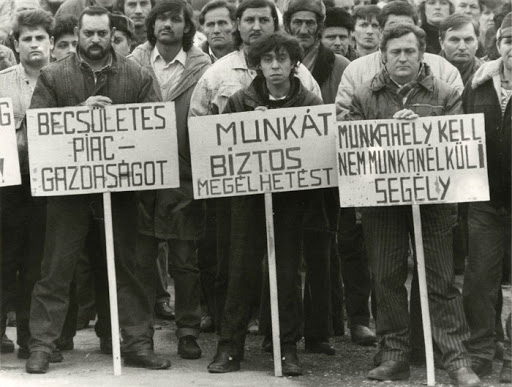 BECSÜLETES
PIAC–
GAZDASÁGOT
MUNKÁT
BIZTOS
MEGÉLHETÉST
MUNKAHELY KELL
NEM MUNKANÉLKÜLI
SEGÉLY